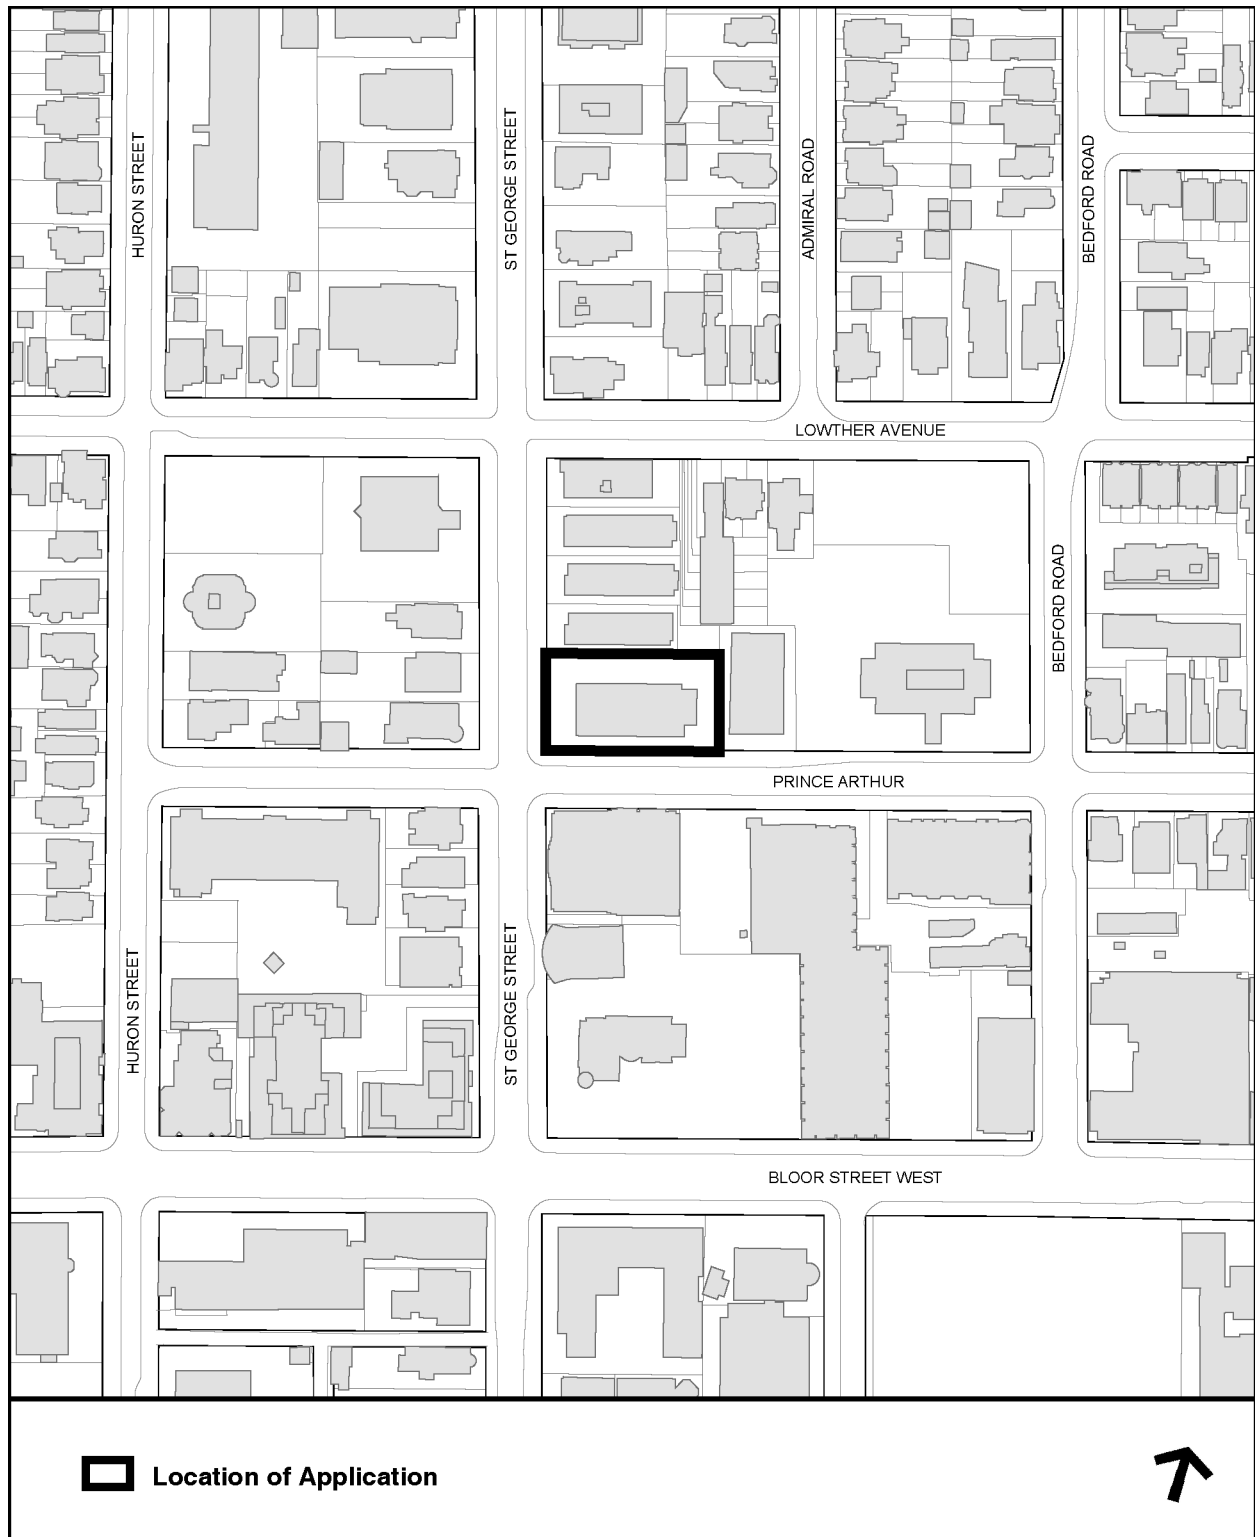 HURON STREET
ST GEORGE STREET
ADMIRAL ROAD
BEDFORD ROAD
LOWTHER AVENUE
BEDFORD ROAD
PRINCE ARTHUR
HURON STREET
ST GEORGE STREET
BLOOR STREET WEST
Location of Application